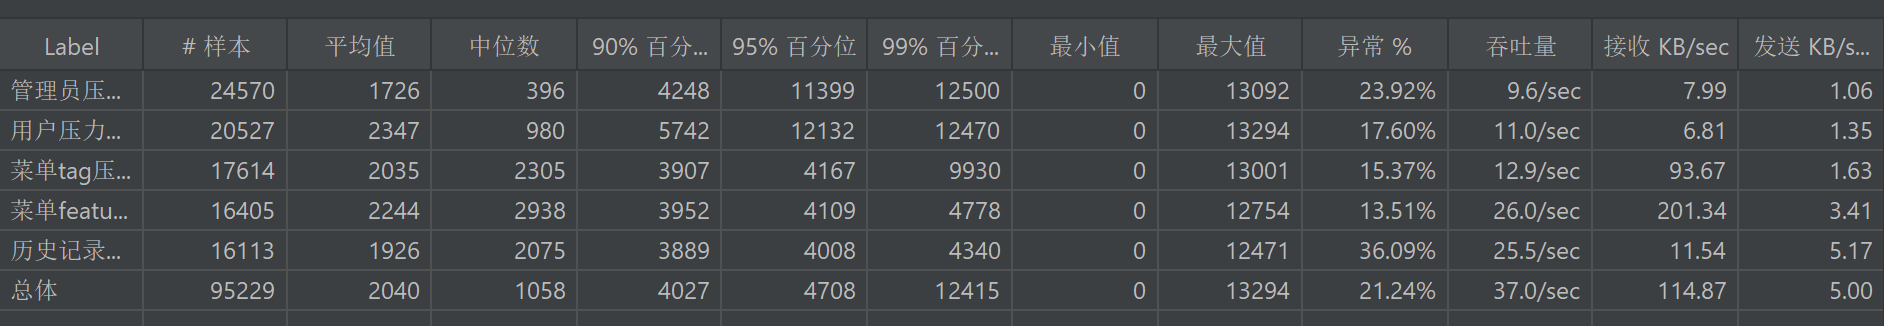 Label # 样本 平均值 中位数 90% 百分... 95% 百分位 99% 百分... 最小值 最大值 异常 % 吞吐量 接收 KB/sec 发送 KB/s...
管理员压... 24570 1726 396 4248 11399 12500 0 13092 23.92% 9.6/sec 7.99 1.06
用户压力... 20527 2347 980 5742 12132 12470 0 13294 17.60% 11.0/sec 6.81 1.35
菜单tag压... 17614 2035 2305 3907 4167 9930 0 13001 15.37% 12.9/sec 93.67 1.63
菜单featu... 16405 2244 2938 3952 4109 4778 0 12754 13.51% 26.0/sec 201.34 3.41
历史记录... 16113 1926 2075 3889 4008 4340 0 12471 36.09% 25.5/sec 11.54 5.17
总体 95229 2040 1058 4027 4708 12415 0 13294 21.24% 37.0/sec 114.87 5.00